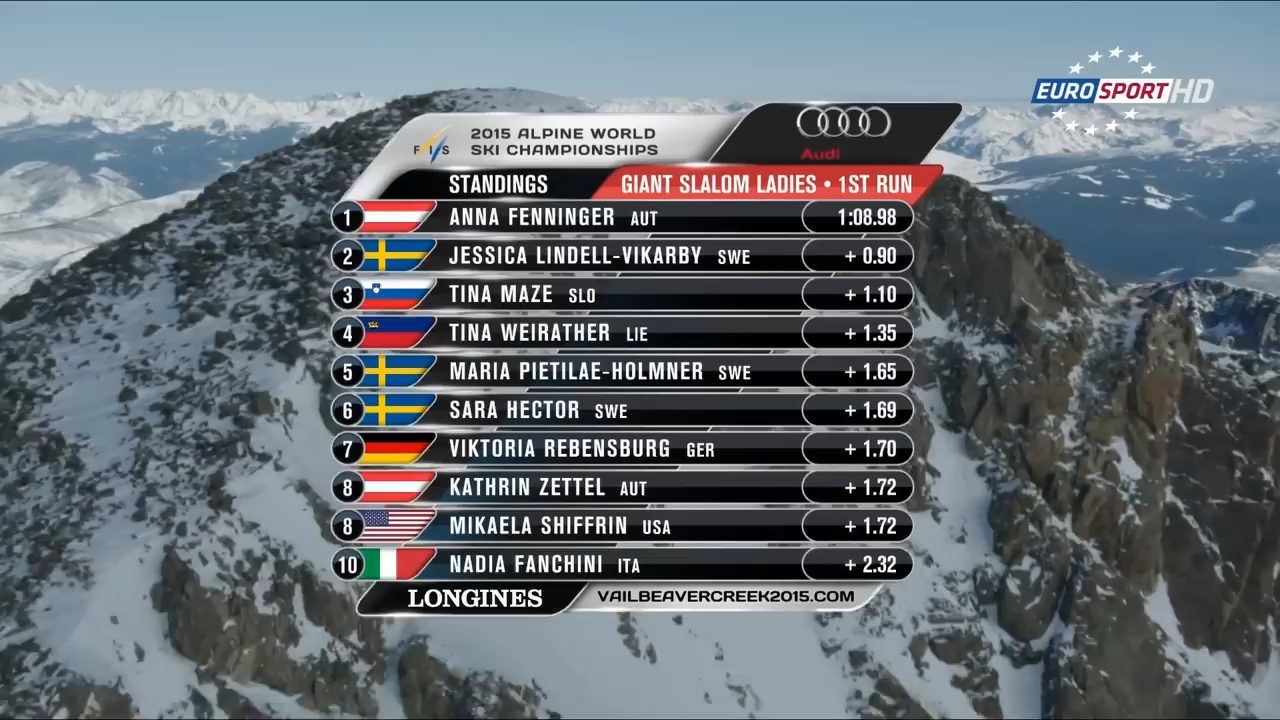 EUROSPORTHD
2015 ALPINE WORLD
SKI CHAMPIONSHIPS
FIS
Audi
STANDINGS GIANT SLALOM LADIES • 1ST RUN
1 ANNA FENNINGER AUT 1:08.98
2 JESSICA LINDELL-VIKARBY SWE + 0.90
3 TINA MAZE SLO + 1.10
4 TINA WEIRATHER LIE + 1.35
5 MARIA PIETILAE-HOLMNER SWE + 1.65
6 SARA HECTOR SWE + 1.69
7 VIKTORIA REBENSBURG GER + 1.70
8 KATHRIN ZETTEL AUT + 1.72
8 MIKAELA SHIFFRIN USA + 1.72
10 NADIA FANCHINI ITA + 2.32
LONGINES VAILBEAVERCREEK2015.COM